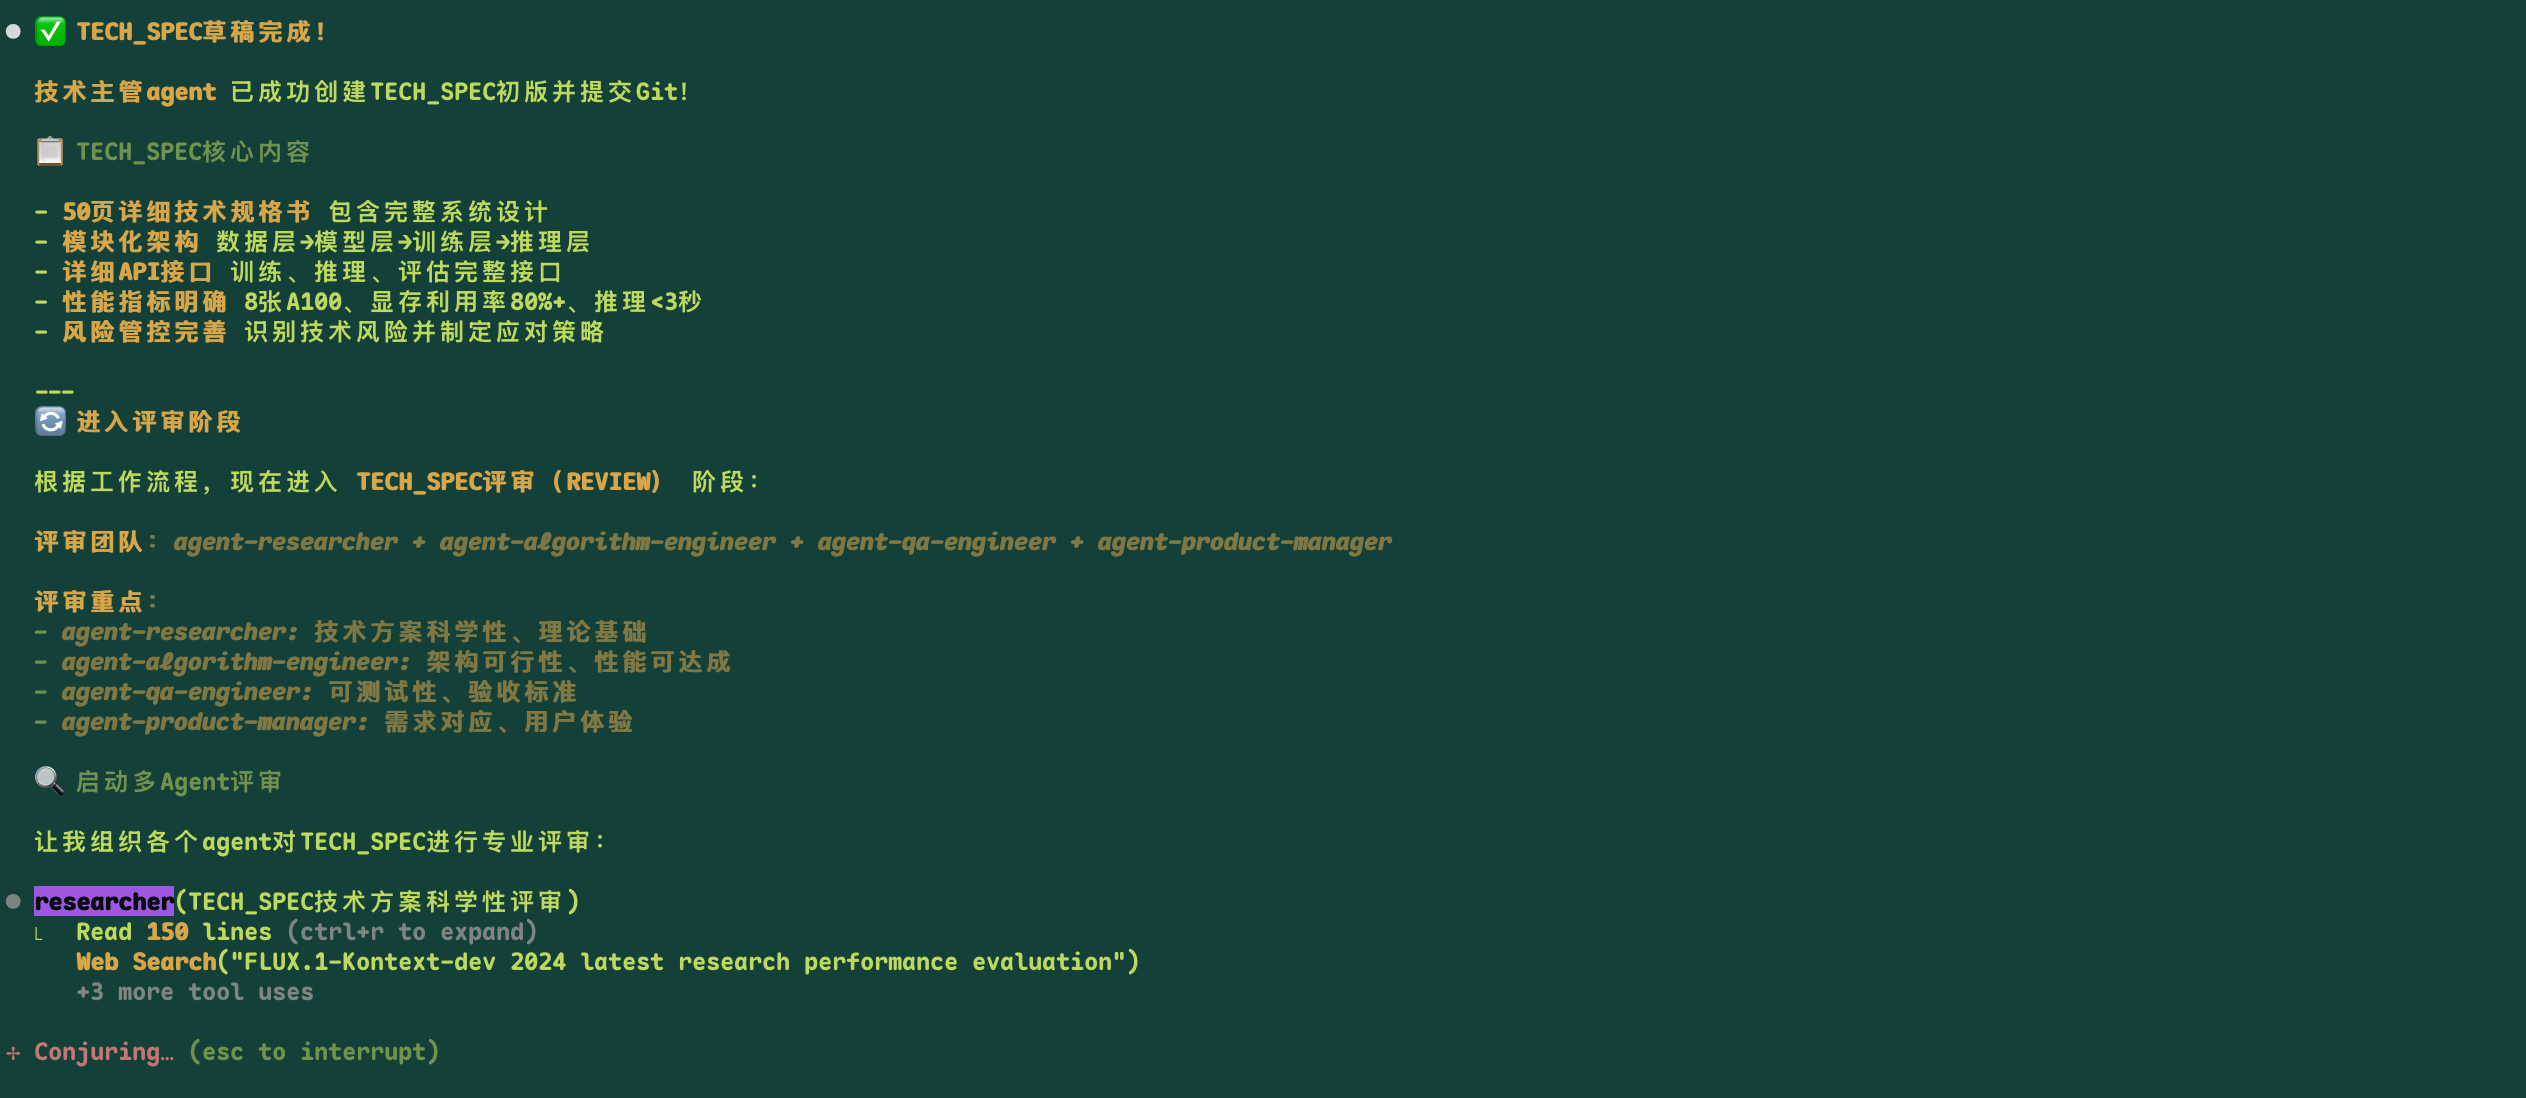 ✅ TECH_SPEC草稿完成！
技术主管agent 已成功创建TECH_SPEC初版并提交Git！
📋 TECH_SPEC核心内容
- 50页详细技术规格书 包含完整系统设计
- 模块化架构 数据层→模型层→训练层→推理层
- 详细API接口 训练、推理、评估完整接口
- 性能指标明确 8张A100、显存利用率80%+、推理<3秒
- 风险管控完善 识别技术风险并制定应对策略
---
🔄 进入评审阶段
根据工作流程，现在进入 TECH_SPEC评审（REVIEW） 阶段：
评审团队：agent-researcher + agent-algorithm-engineer + agent-qa-engineer + agent-product-manager
评审重点：
- agent-researcher: 技术方案科学性、理论基础
- agent-algorithm-engineer: 架构可行性、性能可达成
- agent-qa-engineer: 可测试性、验收标准
- agent-product-manager: 需求对应、用户体验
🔍 启动多Agent评审
让我组织各个agent对TECH_SPEC进行专业评审：
researcher(TECH_SPEC技术方案科学性评审)
Read 150 lines (ctrl+r to expand)
Web Search("FLUX.1-Kontext-dev 2024 latest research performance evaluation")
+3 more tool uses
Conjuring… (esc to interrupt)